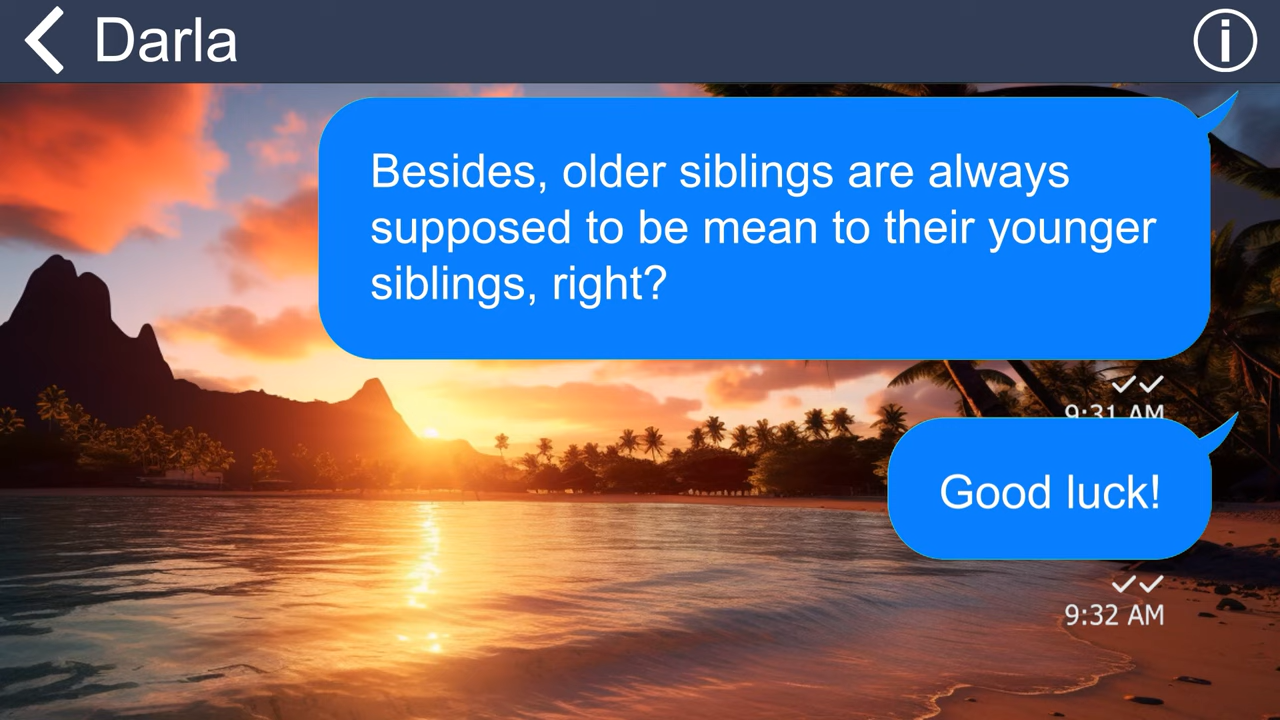 Darla
Besides, older siblings are always
supposed to be mean to their younger
siblings, right?
9:31 AM
Good luck!
9:32 AM